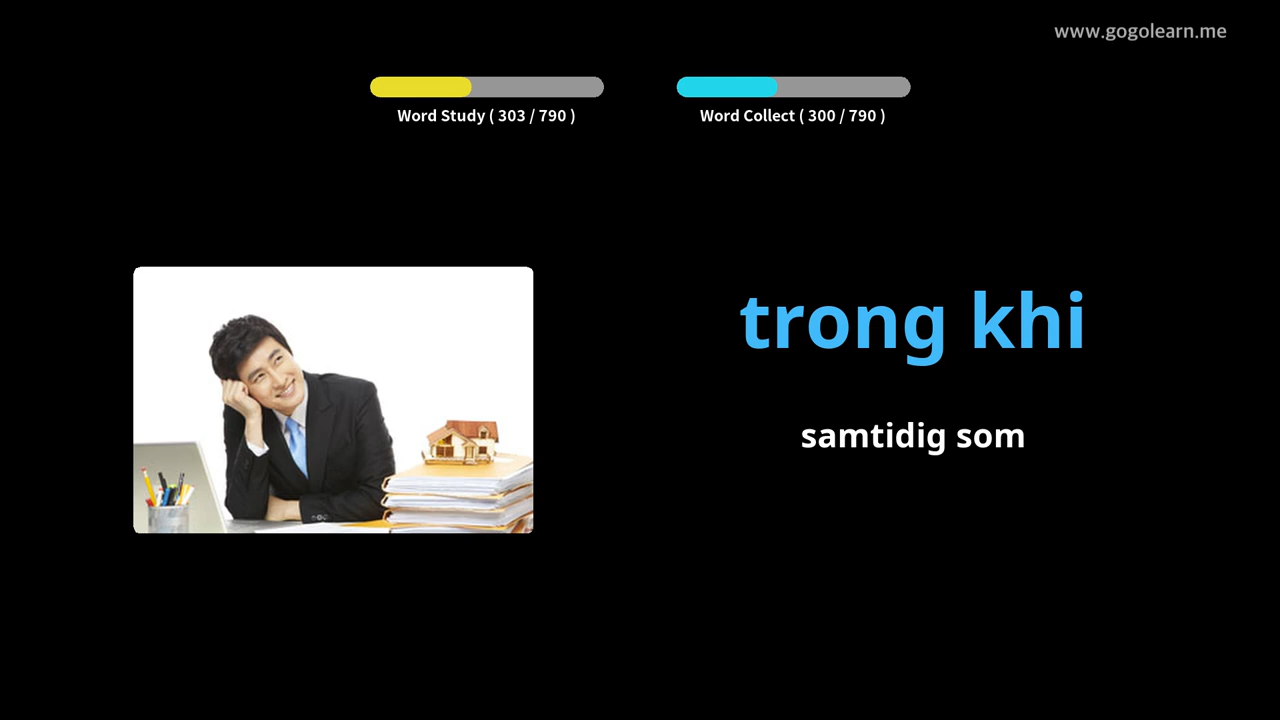 www.gogolearn.me
Word Study ( 303 / 790 )
Word Collect ( 300 / 790 )
trong khi
samtidig som